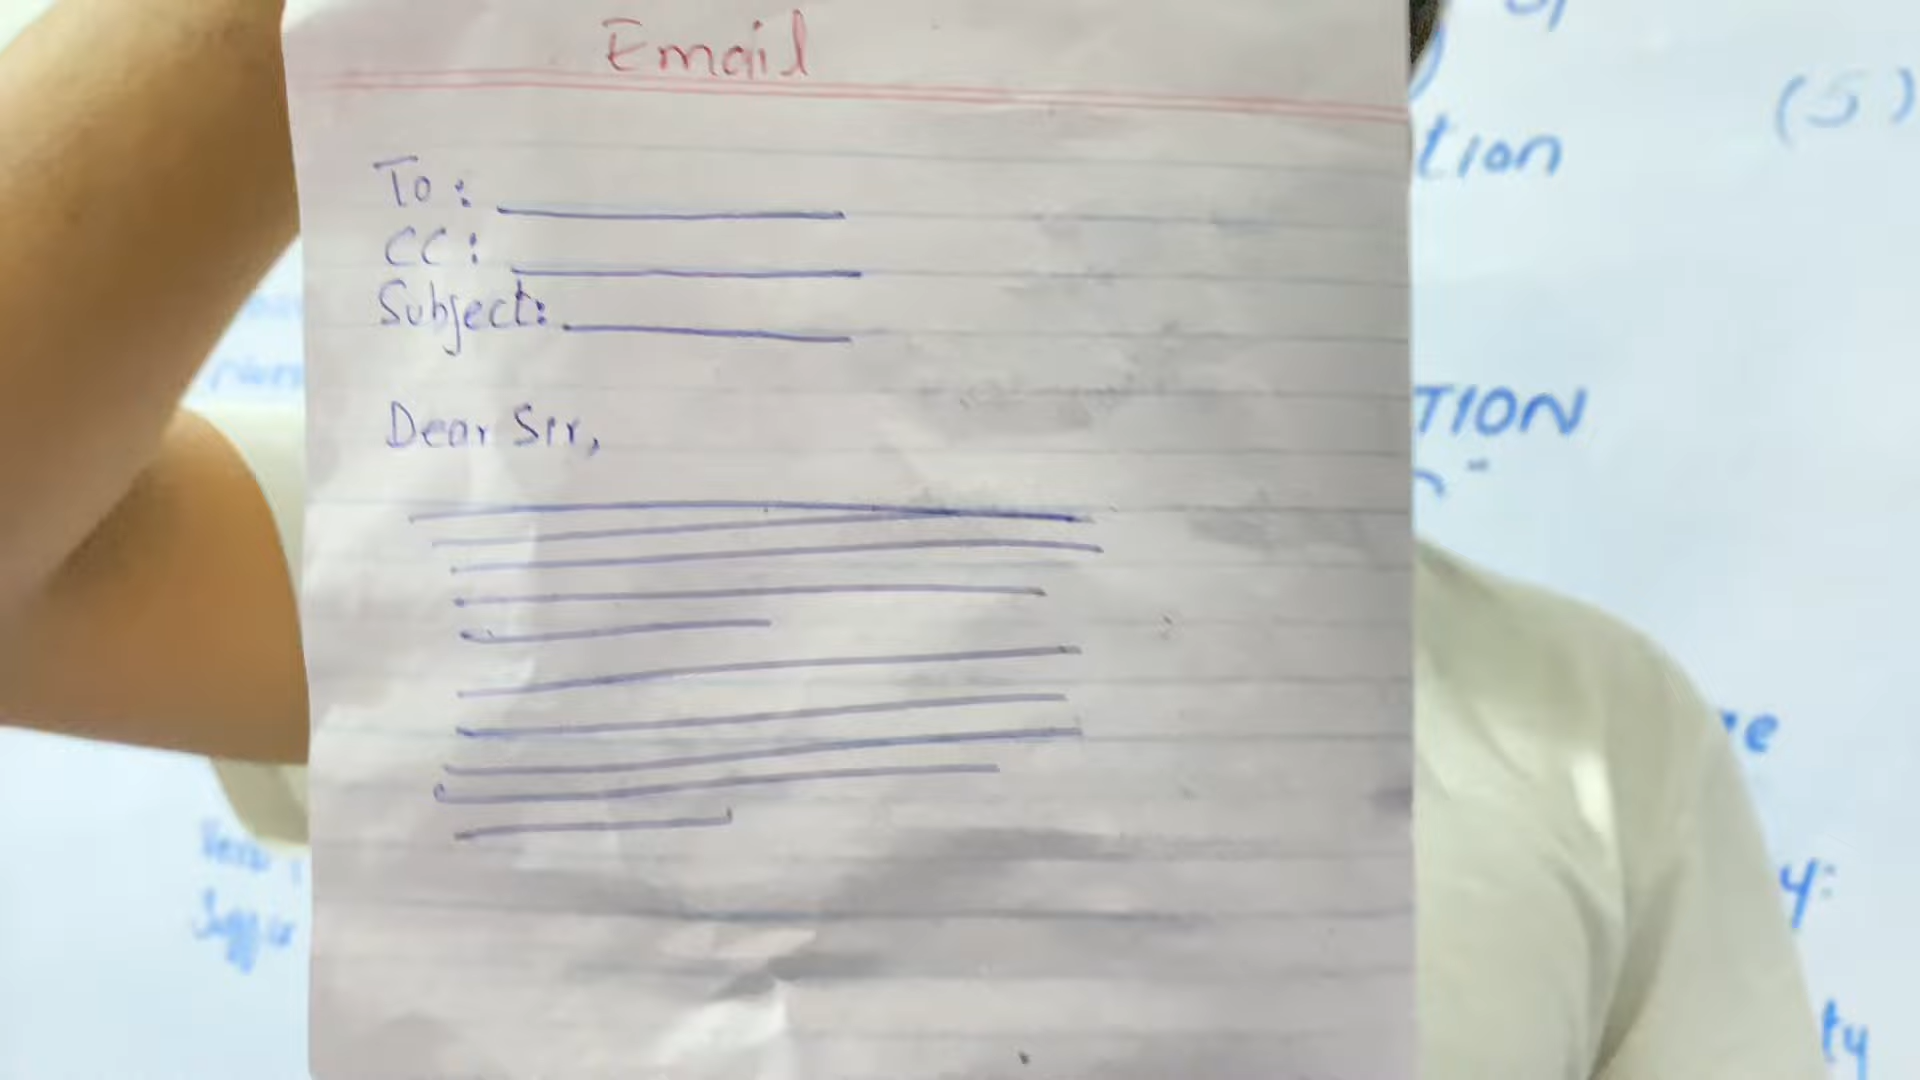 Email
To:
CC:
Subject:
Dear Sir,
(5)
tion
TION
y:
ty